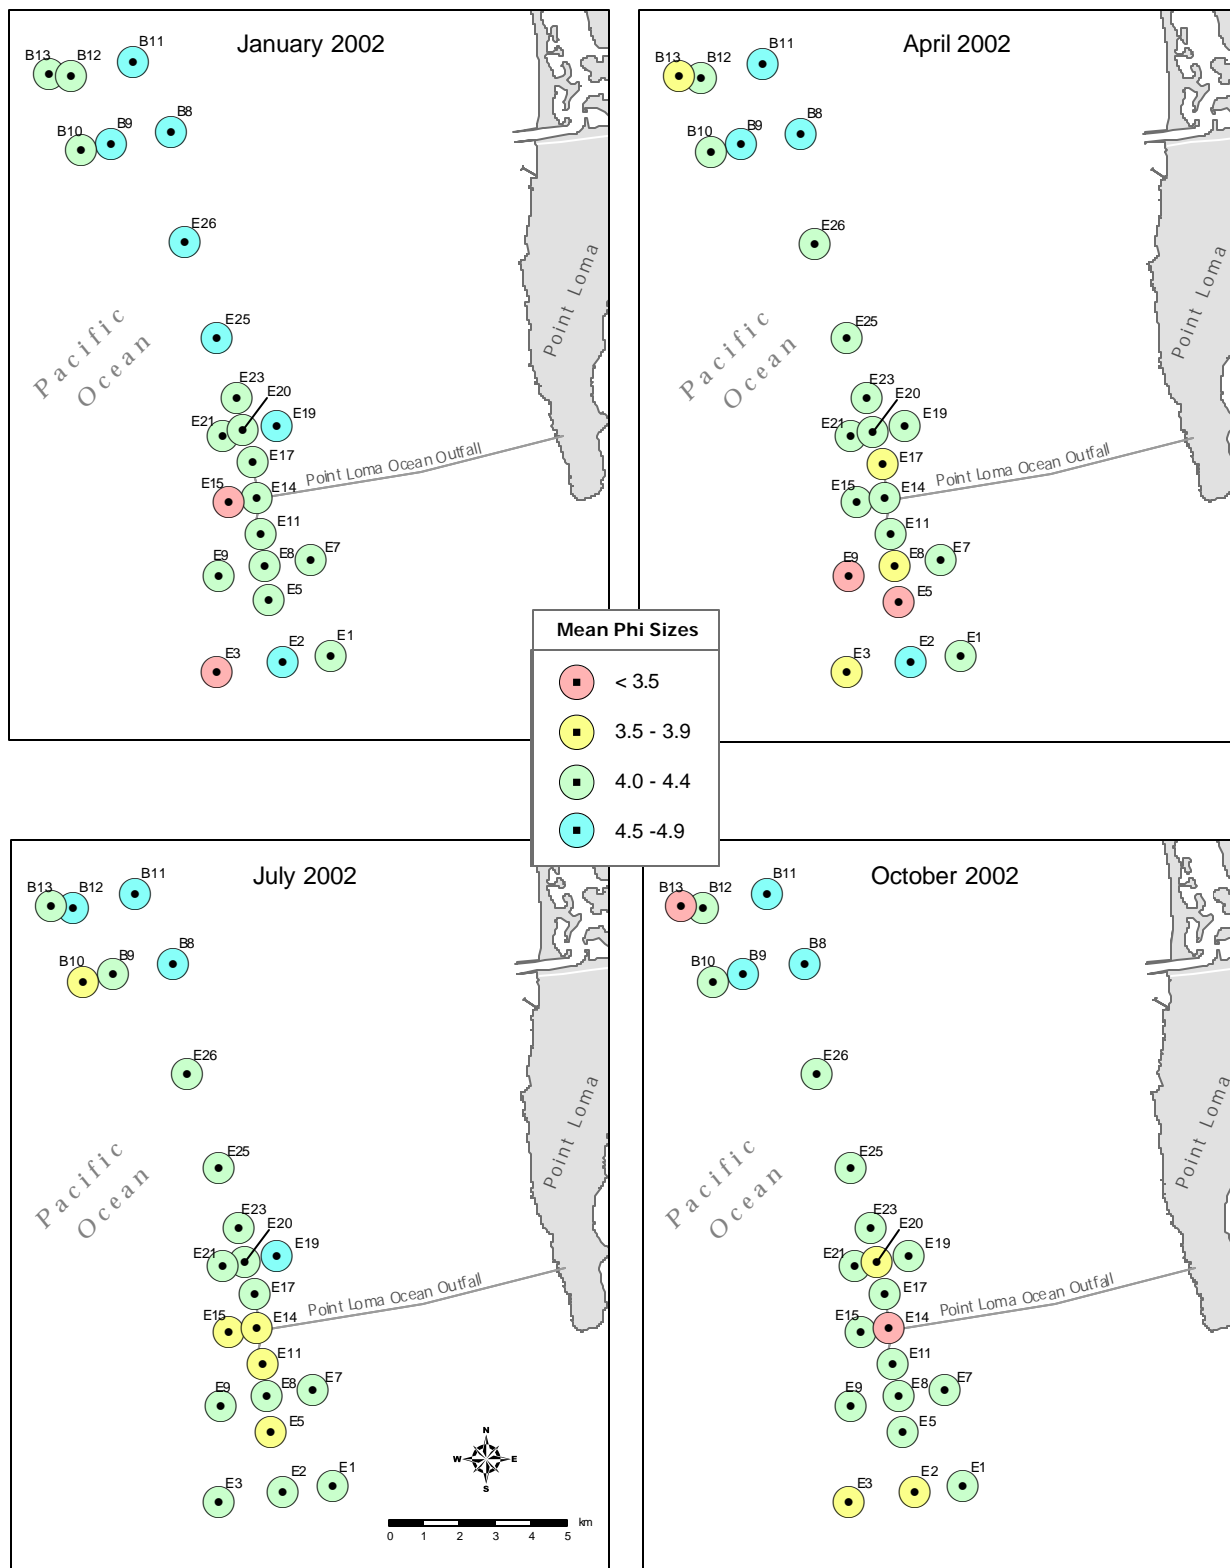 January 2002
B13
B12
B11
B10
B9
B8
E26
E25
E23
E20
E21
E19
E17
E15
E14
E11
E9
E8
E7
E5
E3
E2
E1
Pacific
Ocean
Point Loma
Point Loma Ocean Outfall
April 2002
B13
B12
B11
B10
B9
B8
E26
E25
E23
E20
E21
E19
E17
E15
E14
E11
E9
E8
E7
E5
E3
E2
E1
Pacific
Ocean
Point Loma
Point Loma Ocean Outfall
Mean Phi Sizes
< 3.5
3.5 - 3.9
4.0 - 4.4
4.5 -4.9
July 2002
B13
B12
B11
B10
B9
B8
E26
E25
E23
E20
E21
E19
E17
E15
E14
E11
E9
E8
E7
E5
E3
E2
E1
Pacific
Ocean
Point Loma
Point Loma Ocean Outfall
N
W
E
S
km
0 1 2 3 4 5
October 2002
B13
B12
B11
B10
B9
B8
E26
E25
E23
E20
E21
E19
E17
E15
E14
E11
E9
E8
E7
E5
E3
E2
E1
Pacific
Ocean
Point Loma
Point Loma Ocean Outfall